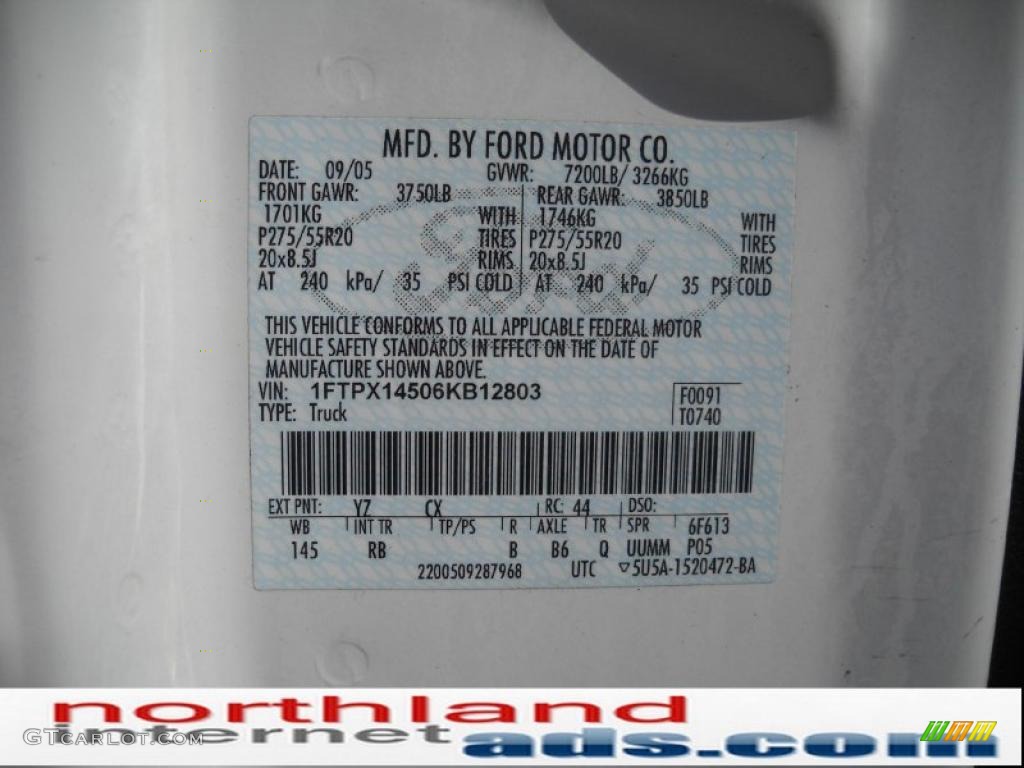 MFD. BY FORD MOTOR CO.
DATE: 09/05 GVWR: 7200LB/ 3266KG
FRONT GAWR: 3750LB REAR GAWR: 3850LB
1701KG WITH 1746KG WITH
P275/55R20 TIRES P275/55R20 TIRES
20x8.5J RIMS 20x8.5J RIMS
AT 240 kPa/ 35 PSI COLD AT 240 kPa/ 35 PSI COLD
THIS VEHICLE CONFORMS TO ALL APPLICABLE FEDERAL MOTOR
VEHICLE SAFETY STANDARDS IN EFFECT ON THE DATE OF
MANUFACTURE SHOWN ABOVE.
VIN: 1FTPX14506KB12803 F0091
TYPE: Truck T0740
EXT PNT: YZ CX RC: 44 DSO:
WB INT TR TP/PS R AXLE TR SPR 6F613
145 RB B B6 Q UUMM P05
2200509287968 UTC ▽5U5A-1520472-BA
northland
internet ads.com
GTCarLot.com